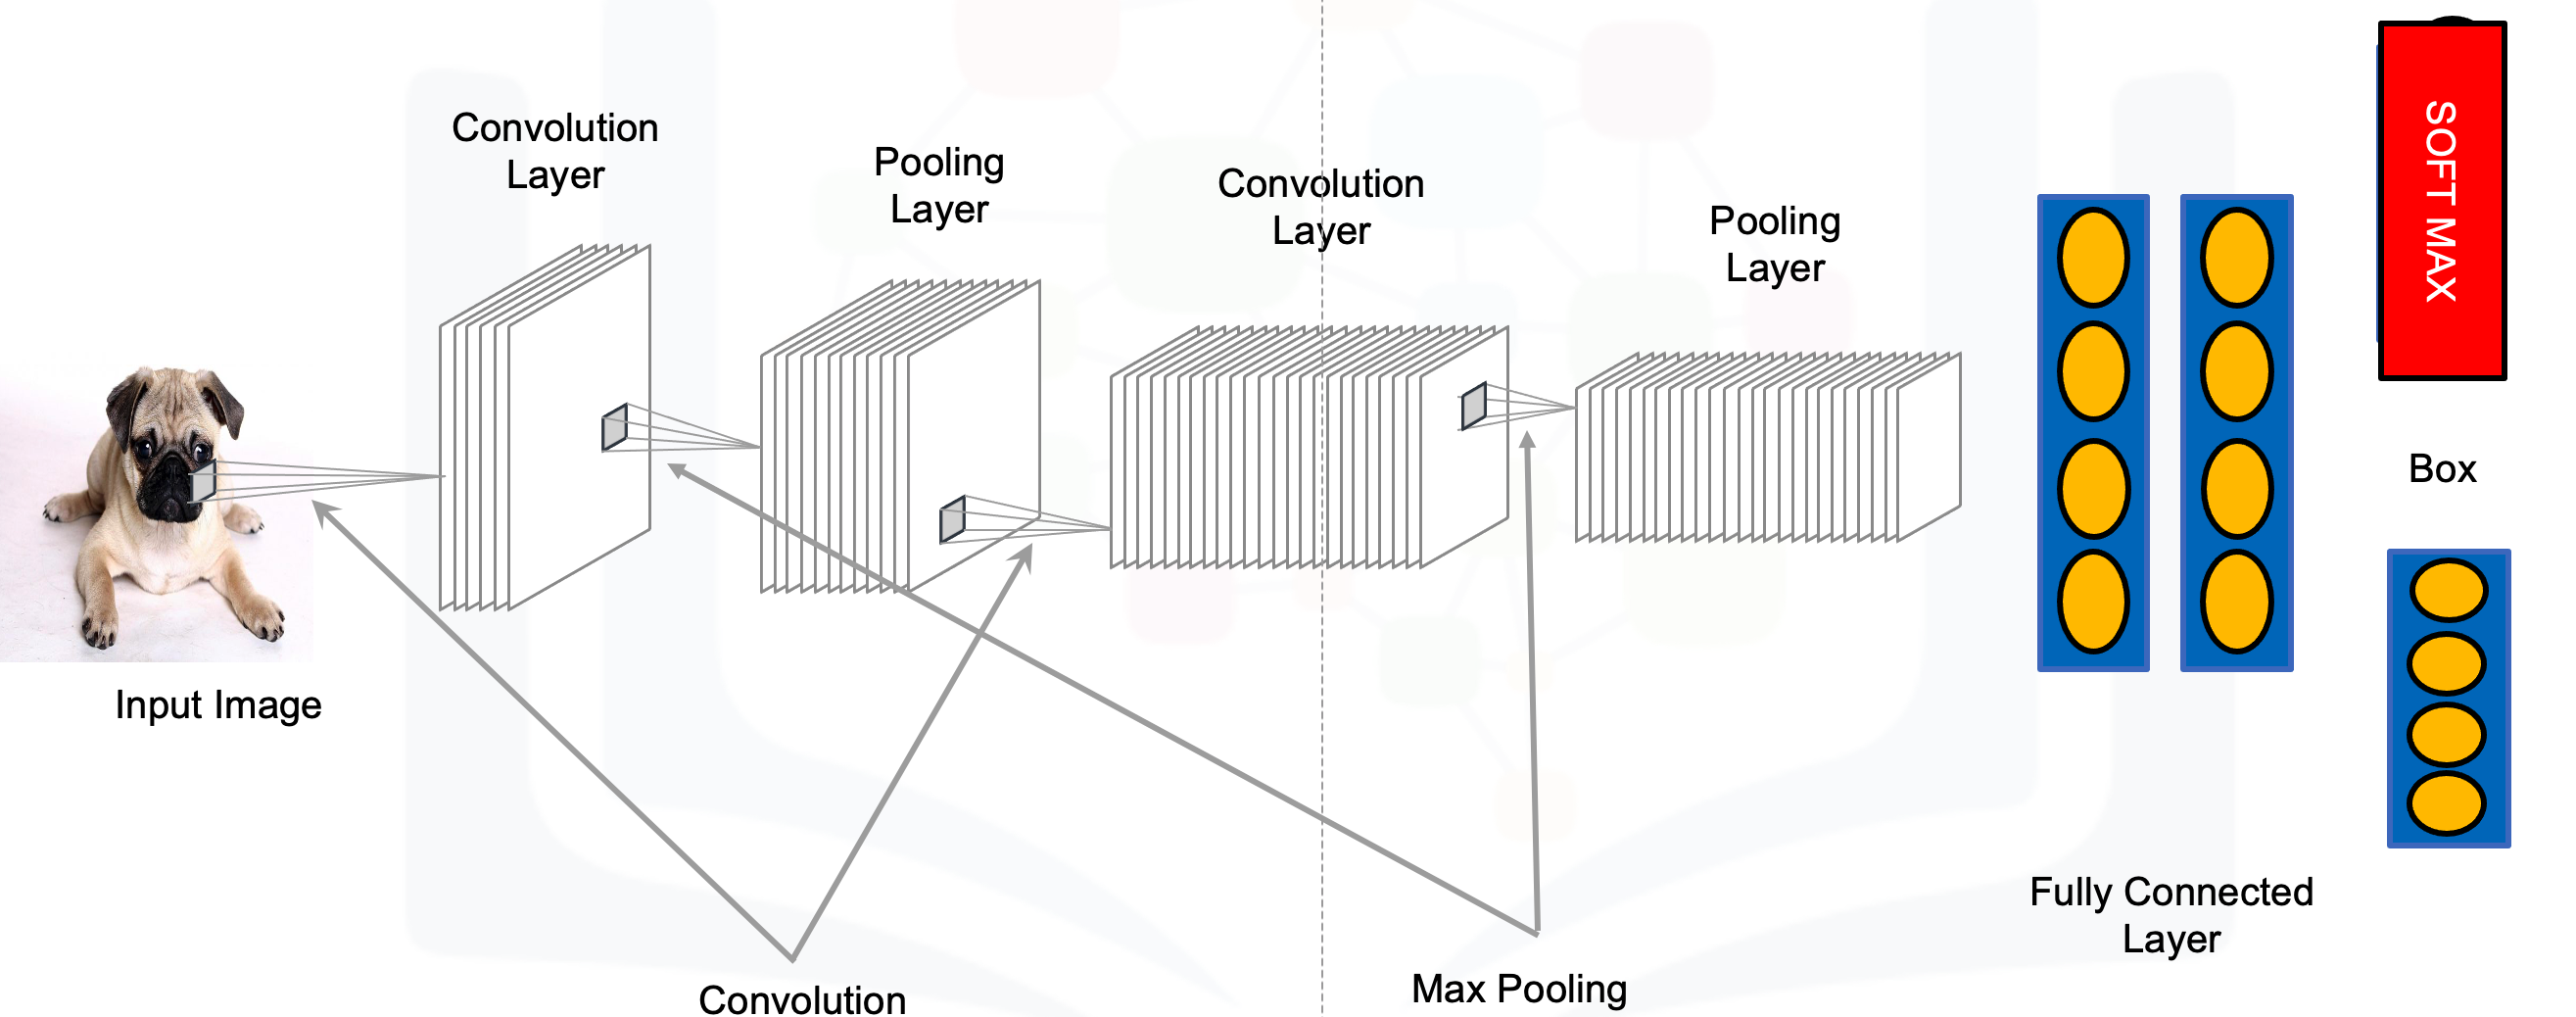 Convolution
Layer
Pooling
Layer
Convolution
Layer
Pooling
Layer
SOFT MAX
Box
Input Image
Fully Connected
Layer
Convolution
Max Pooling